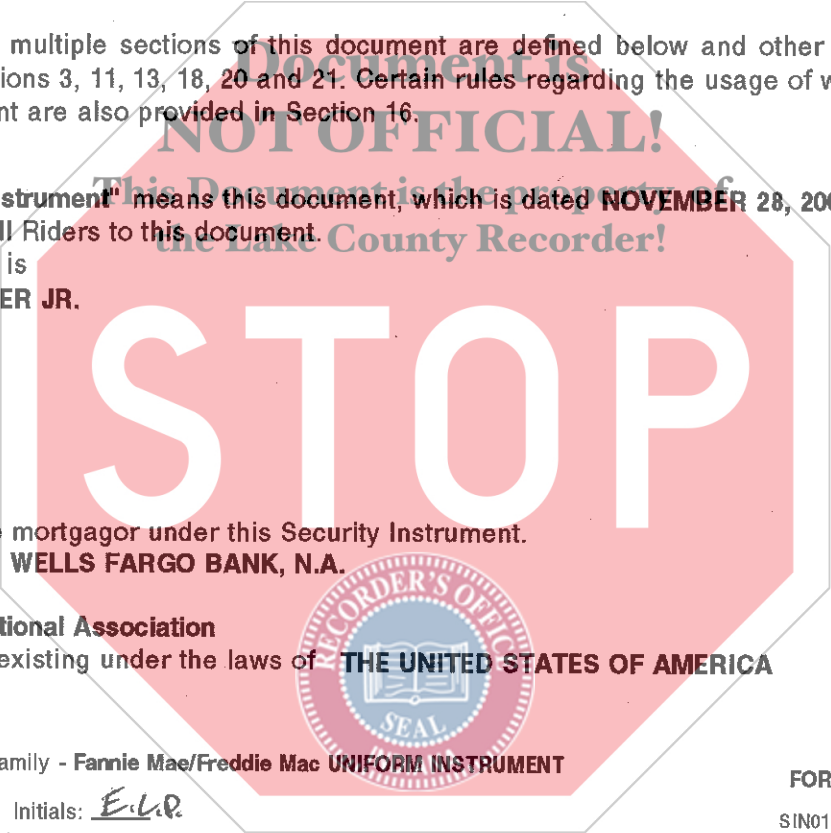 multiple sections of this document are defined below and other
Document is
ions 3, 11, 13, 18, 20 and 21. Certain rules regarding the usage of w
nt are also provided in Section 16.
NOT OFFICIAL!
strument" means this document, which is dated NOVEMBER 28, 200
This Document is the property of
ll Riders to this document.
the Lake County Recorder!
is
ER JR.
STOP
mortgagor under this Security Instrument.
WELLS FARGO BANK, N.A.
RECORDER'S OFFIC
tional Association
existing under the laws of THE UNITED STATES OF AMERICA
SEAL
amily - Fannie Mae/Freddie Mac UNIFORM INSTRUMENT
FOR
Initials: E.L.P.
SIN01